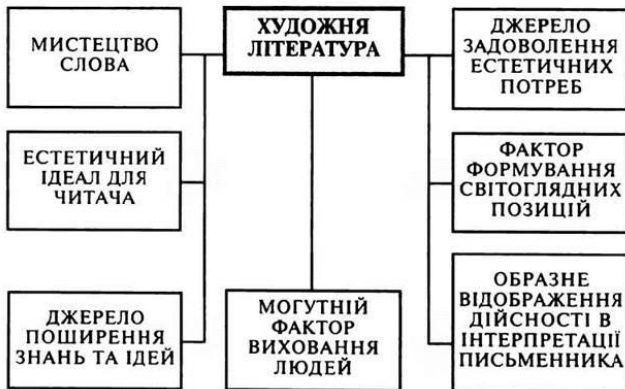 ХУДОЖНЯ
ЛІТЕРАТУРА
МИСТЕЦТВО
СЛОВА
ЕСТЕТИЧНИЙ
ІДЕАЛ ДЛЯ
ЧИТАЧА
ДЖЕРЕЛО
ПОШИРЕННЯ
ЗНАНЬ ТА ІДЕЙ
МОГУТНІЙ
ФАКТОР
ВИХОВАННЯ
ЛЮДЕЙ
ДЖЕРЕЛО
ЗАДОВОЛЕННЯ
ЕСТЕТИЧНИХ
ПОТРЕБ
ФАКТОР
ФОРМУВАННЯ
СВІТОГЛЯДНИХ
ПОЗИЦІЙ
ОБРАЗНЕ
ВІДОБРАЖЕННЯ
ДІЙСНОСТІ В
ІНТЕРПРЕТАЦІЇ
ПИСЬМЕННИКА